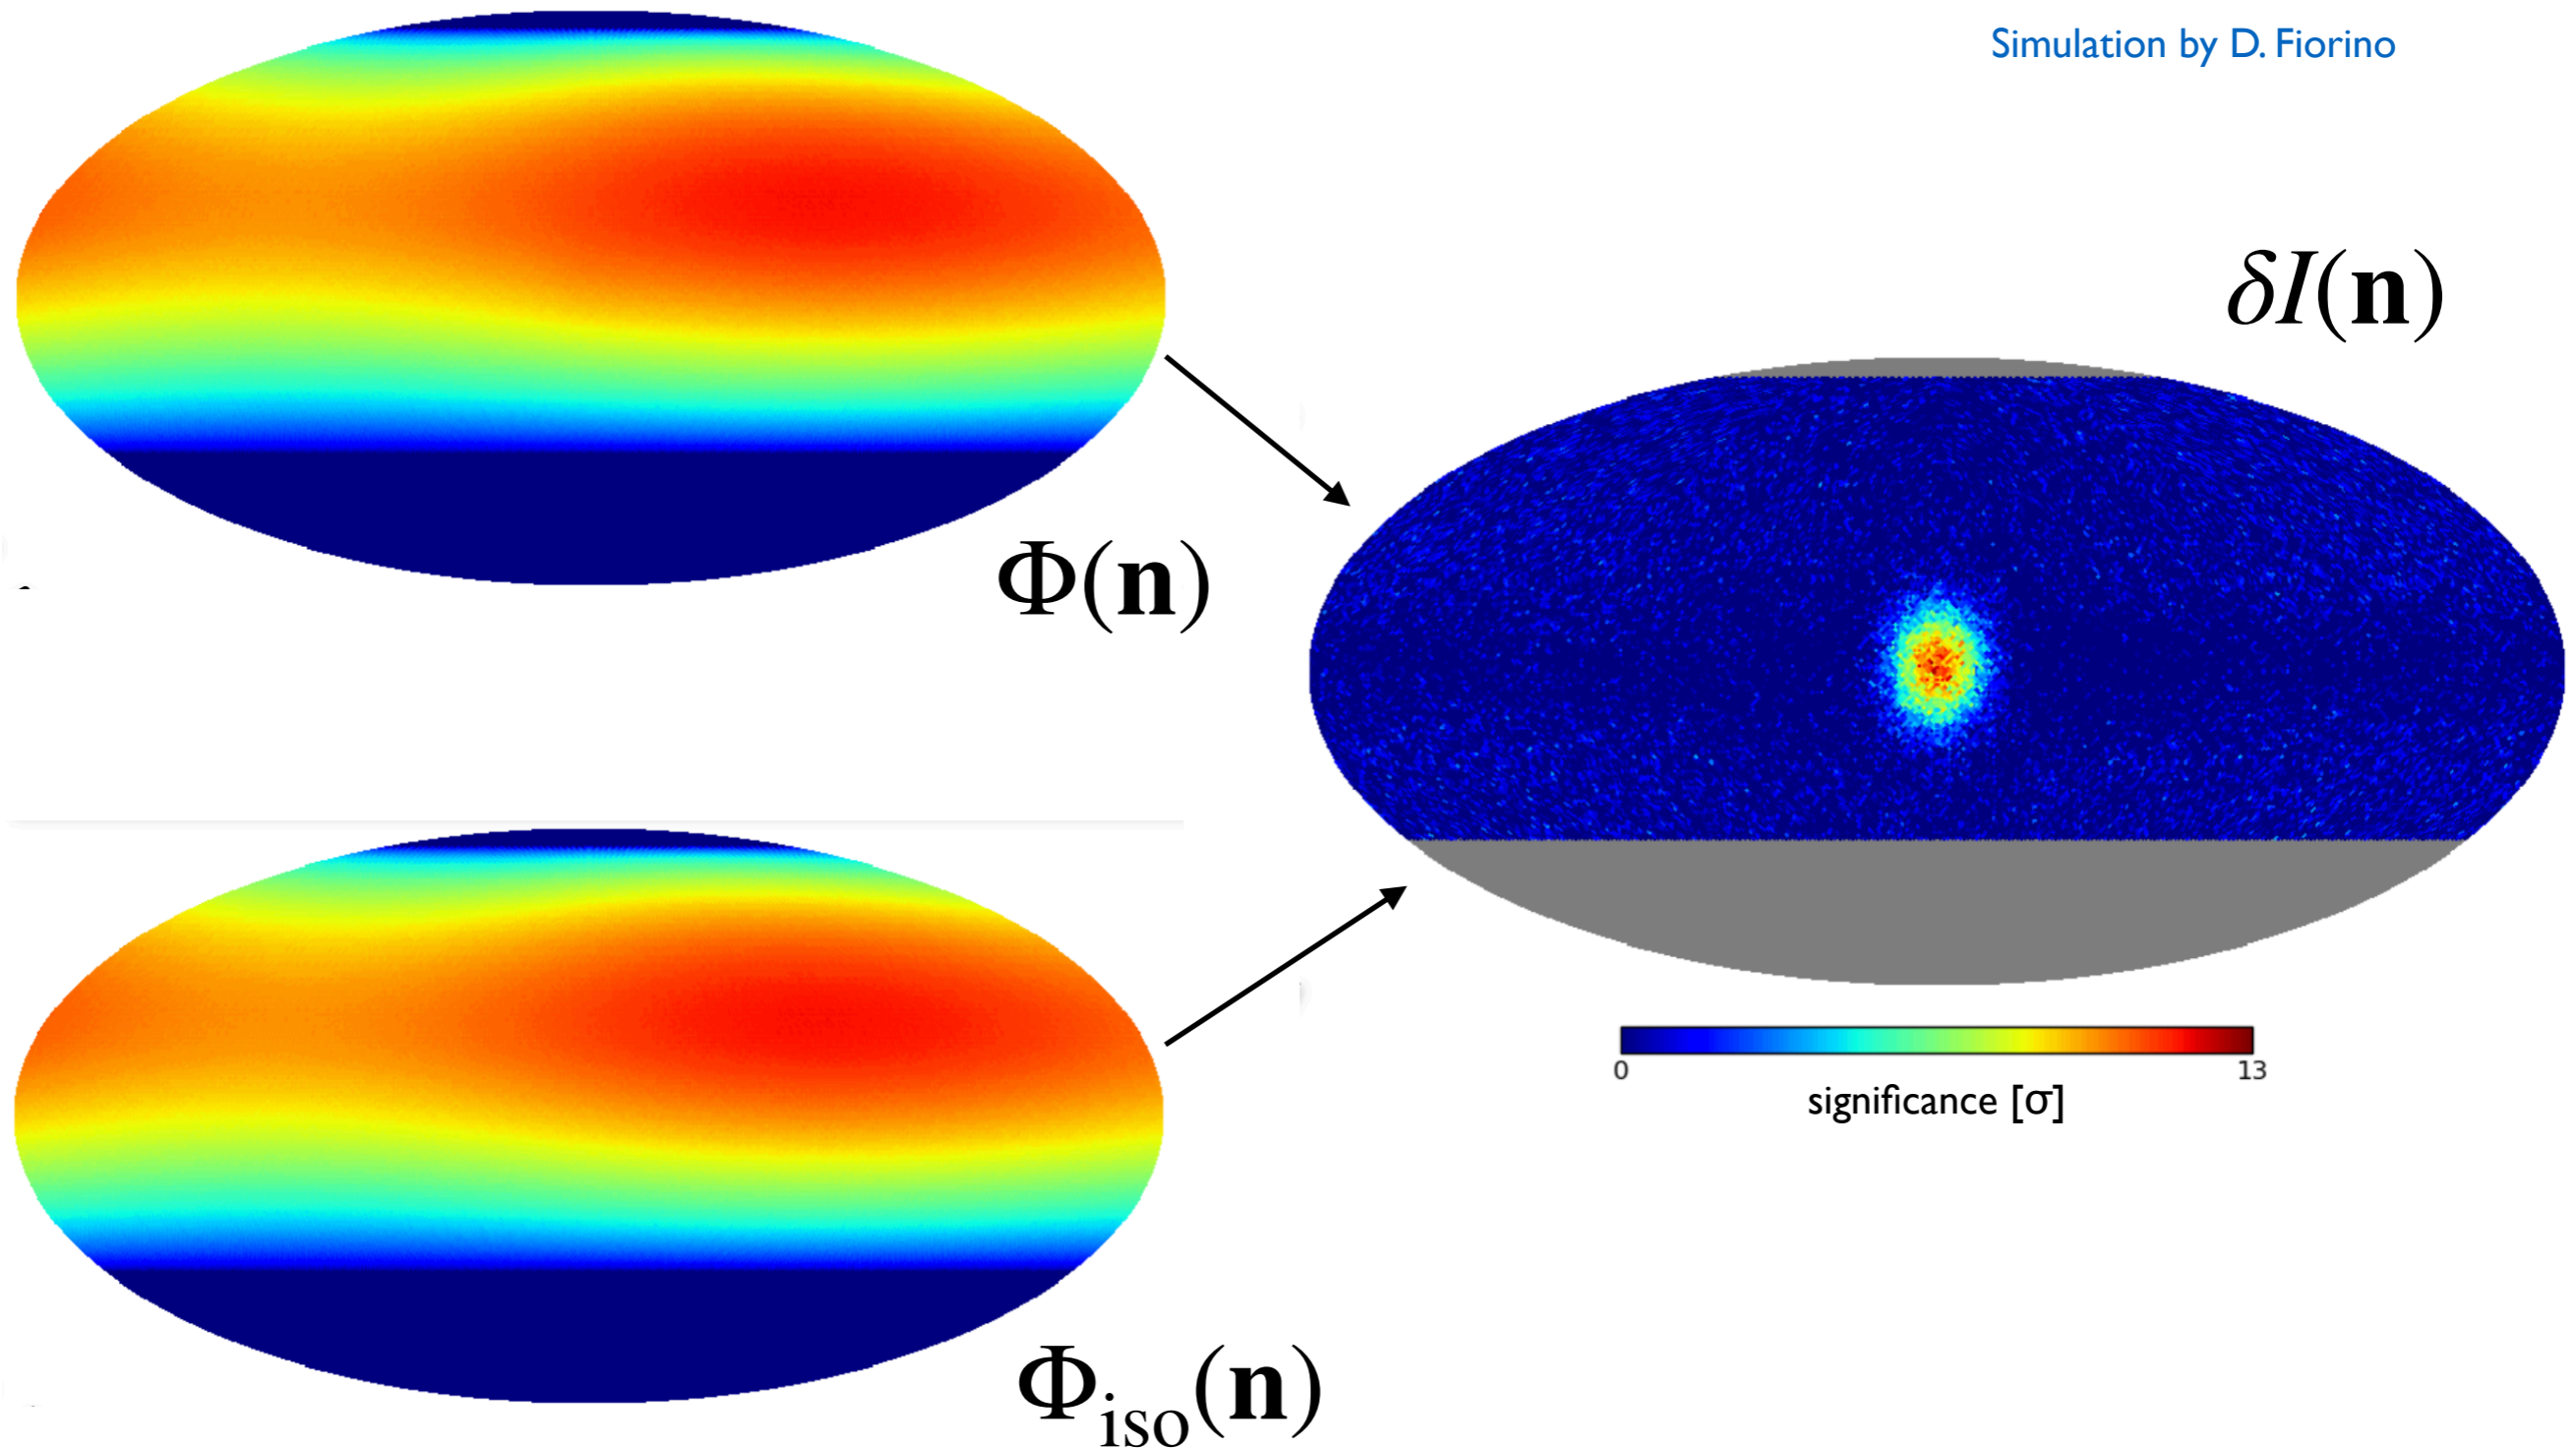 Simulation by D. Fiorino
δI(n)
Φ(n)
0 13
significance [σ]
Φiso(n)